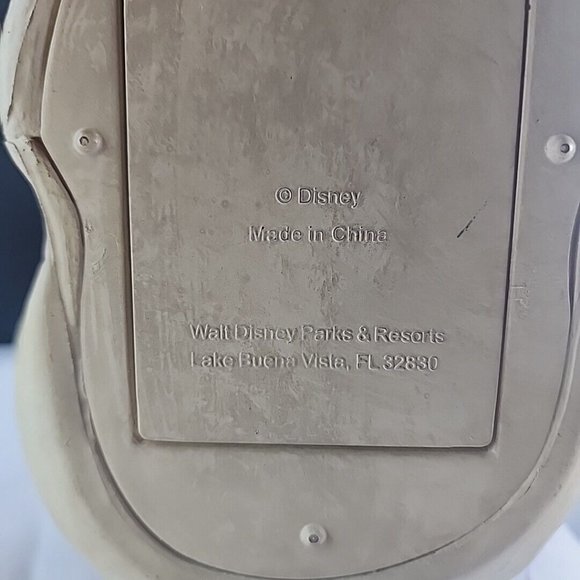 © Disney
Made in China
Walt Disney Parks & Resorts
Lake Buena Vista, FL 32830